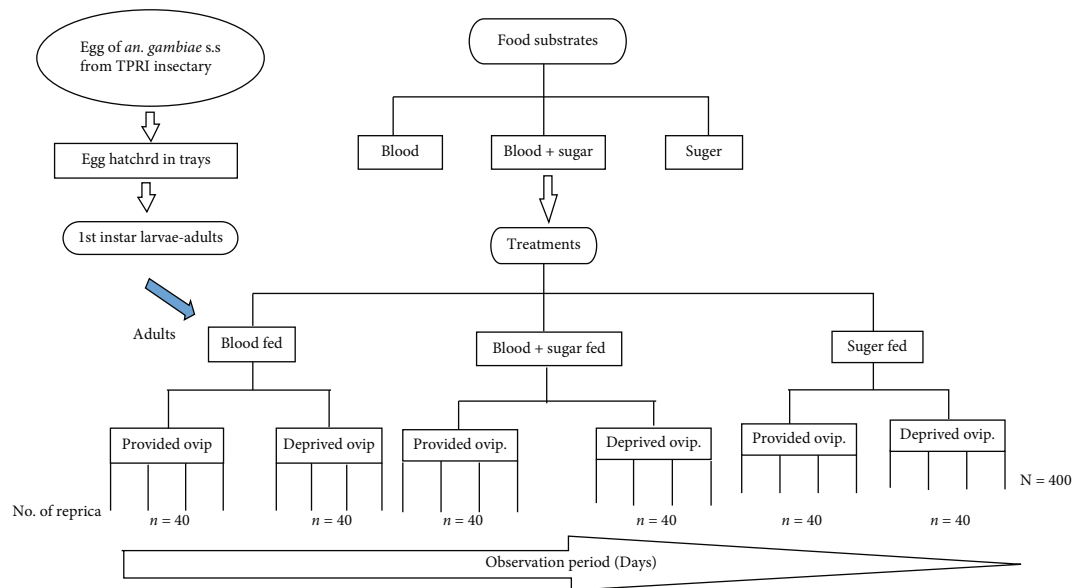 Egg of an. gambiae s.s
from TPRI insectary
Egg hatchrd in trays
1st instar larvae-adults
Adults
Food substrates
Blood
Blood + sugar
Suger
Treatments
Blood fed
Blood + sugar fed
Suger fed
Provided ovip
Deprived ovip
Provided ovip.
Deprived ovip.
Provided ovip.
Deprived ovip.
N = 400
No. of reprica
n = 40
n = 40
n = 40
n = 40
n = 40
n = 40
Observation period (Days)